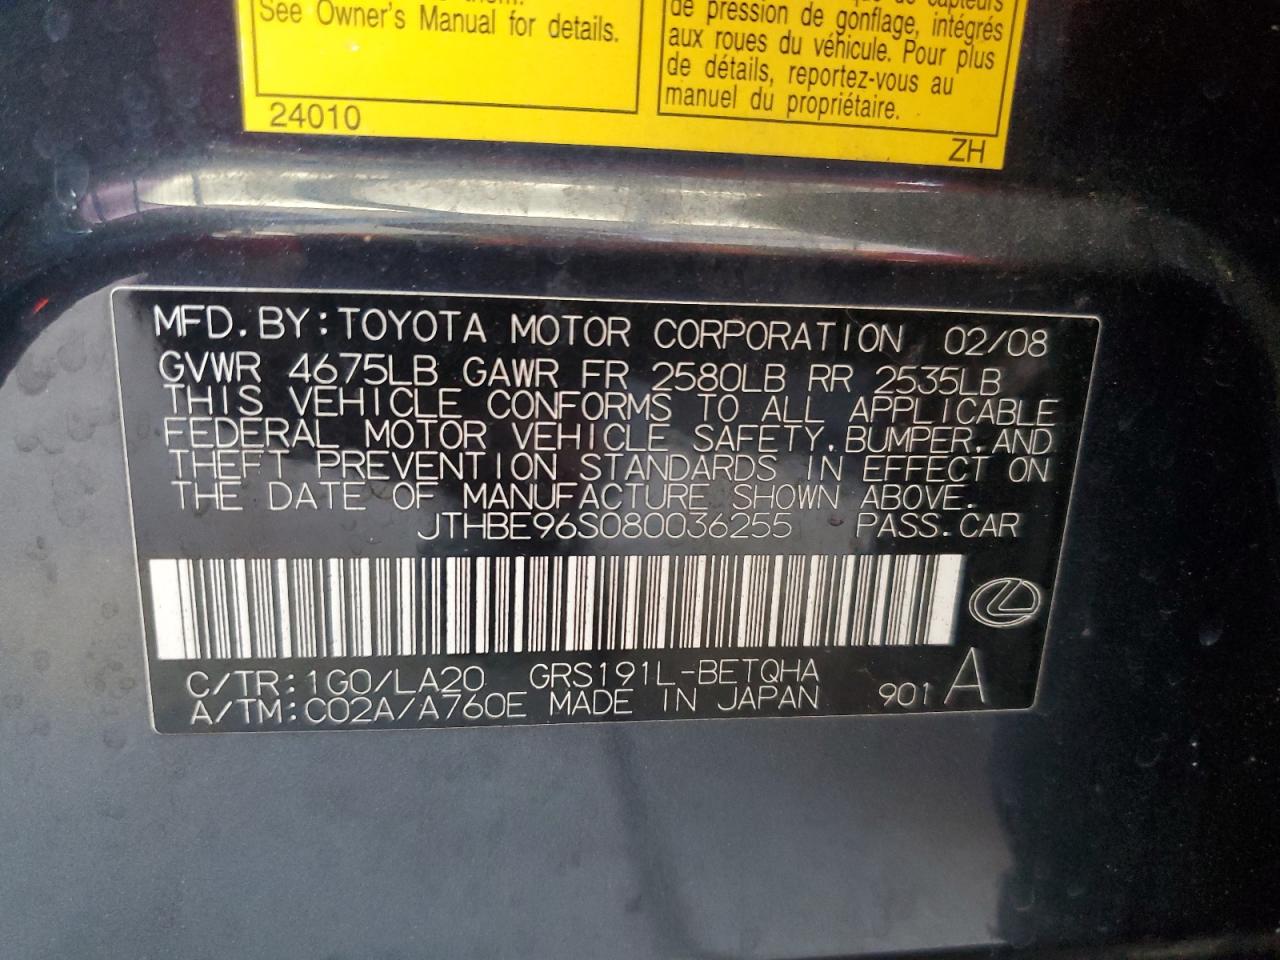 See Owner's Manual for details.
24010
de pression de gonflage, intégrés
aux roues du véhicule. Pour plus
de détails, reportez-vous au
manuel du propriétaire.
ZH
MFD.BY:TOYOTA MOTOR CORPORATION 02/08
GVWR 4675LB GAWR FR 2580LB RR 2535LB
THIS VEHICLE CONFORMS TO ALL APPLICABLE
FEDERAL MOTOR VEHICLE SAFETY,BUMPER,AND
THEFT PREVENTION STANDARDS IN EFFECT ON
THE DATE OF MANUFACTURE SHOWN ABOVE.
JTHBE96S080036255 PASS.CAR
C/TR:1G0/LA20 GRS191L-BETQHA
A/TM:C02A/A760E MADE IN JAPAN 901 A